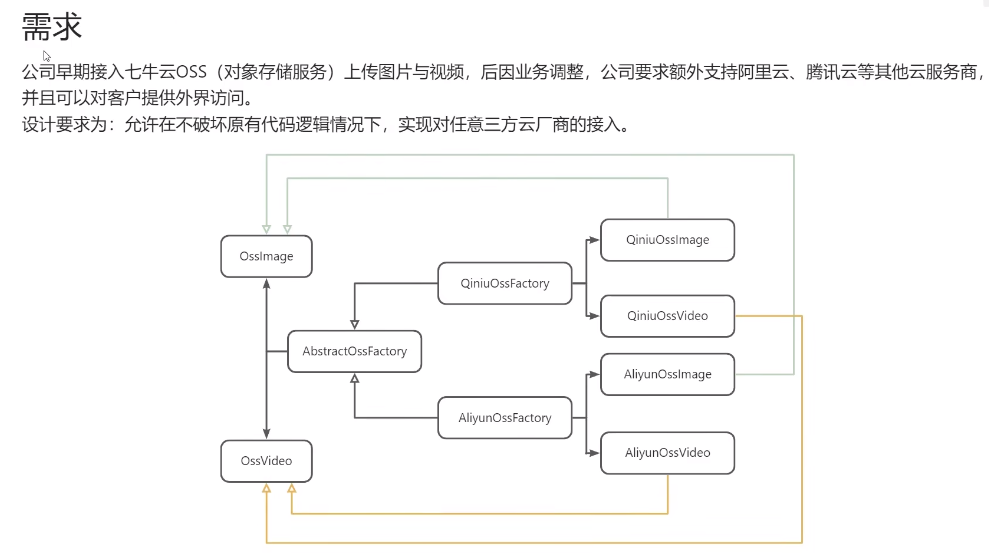 需求
公司早期接入七牛云OSS（对象存储服务）上传图片与视频，后因业务调整，公司要求额外支持阿里云、腾讯云等其他云服务商，
并且可以对客户提供外界访问。
设计要求为：允许在不破坏原有代码逻辑情况下，实现对任意三方云厂商的接入。
QiniuOssImage
OssImage
QiniuOssFactory
QiniuOssVideo
AbstractOssFactory
AliyunOssImage
AliyunOssFactory
AliyunOssVideo
OssVideo